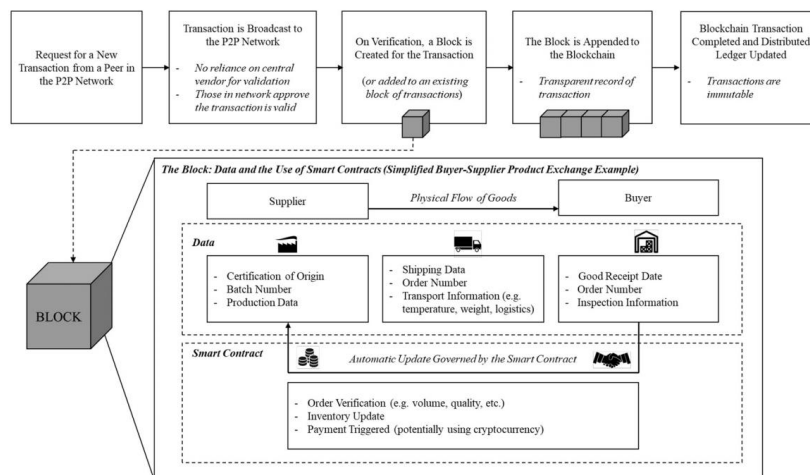 Request for a New
Transaction from a Peer in
the P2P Network
Transaction is Broadcast to
the P2P Network
- No reliance on central
vendor for validation
- Those in network approve
the transaction is valid
On Verification, a Block is
Created for the Transaction
(or added to an existing
block of transactions)
The Block is Appended to
the Blockchain
- Transparent record of
transaction
Blockchain Transaction
Completed and Distributed
Ledger Updated
- Transactions are
immutable
The Block: Data and the Use of Smart Contracts (Simplified Buyer-Supplier Product Exchange Example)
Supplier
Physical Flow of Goods
Buyer
Data
- Certification of Origin
- Batch Number
- Production Data
- Shipping Data
- Order Number
- Transport Information (e.g.
temperature, weight, logistics)
- Good Receipt Date
- Order Number
- Inspection Information
BLOCK
Smart Contract
Automatic Update Governed by the Smart Contract
- Order Verification (e.g. volume, quality, etc.)
- Inventory Update
- Payment Triggered (potentially using cryptocurrency)